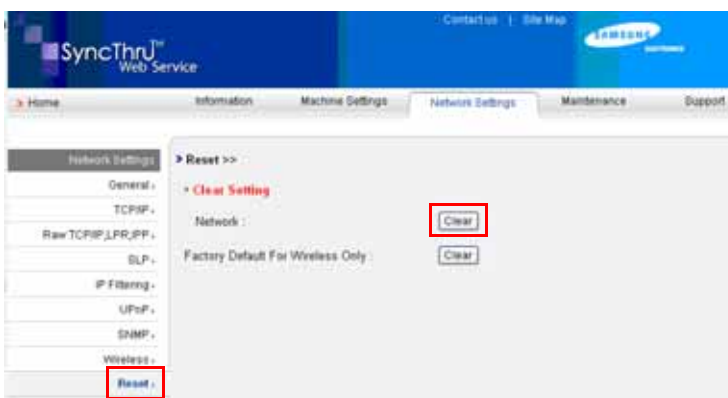 Contact us | Site Map
SAMSUNG
ELECTRONICS
SyncThru™
Web Service
Home
Information Machine Settings Network Settings Maintenance Support
Network Settings
General
TCP/IP
Raw TCP/IP,LPR,IPP
SLP
IP Filtering
UPnP
SNMP
Wireless
Reset
Reset >>
Clear Setting
Network : Clear
Factory Default For Wireless Only : Clear